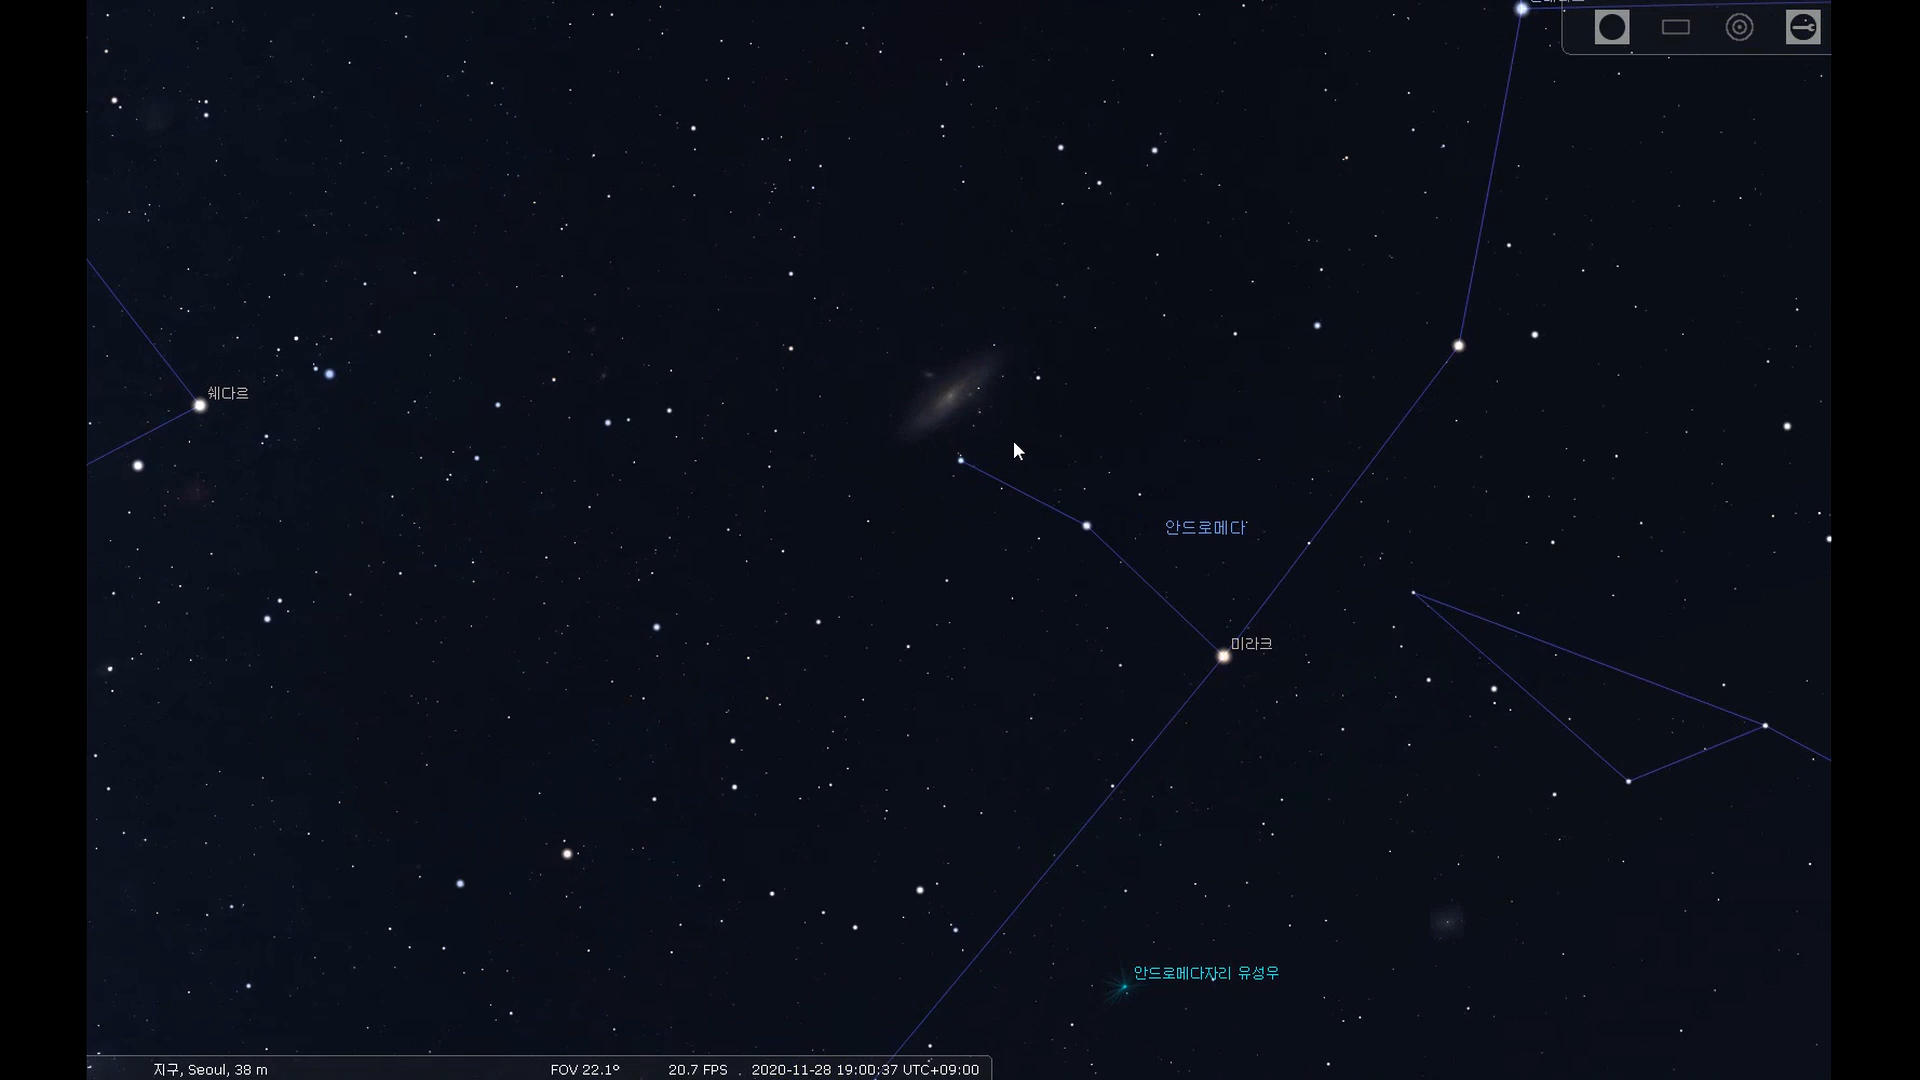 쉐다르
안드로메다
미라크
안드로메다자리 유성우
지구, Seoul, 38 m
FOV 22.1°
20.7 FPS
2020-11-28 19:00:37 UTC+09:00